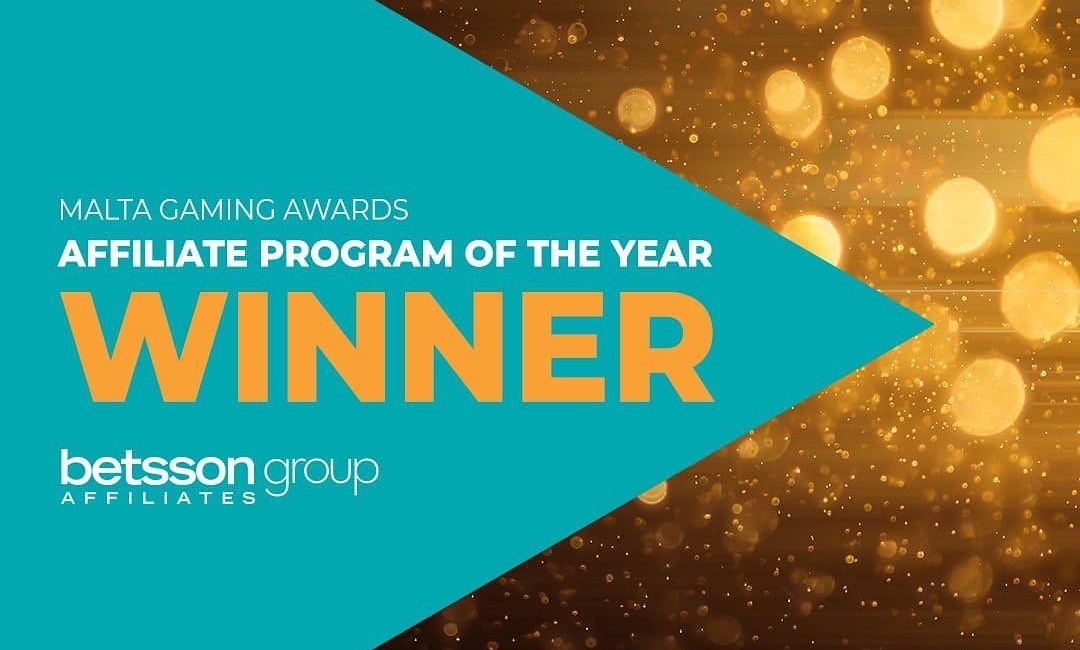 MALTA GAMING AWARDS
AFFILIATE PROGRAM OF THE YEAR
WINNER
betsson group
AFFILIATES